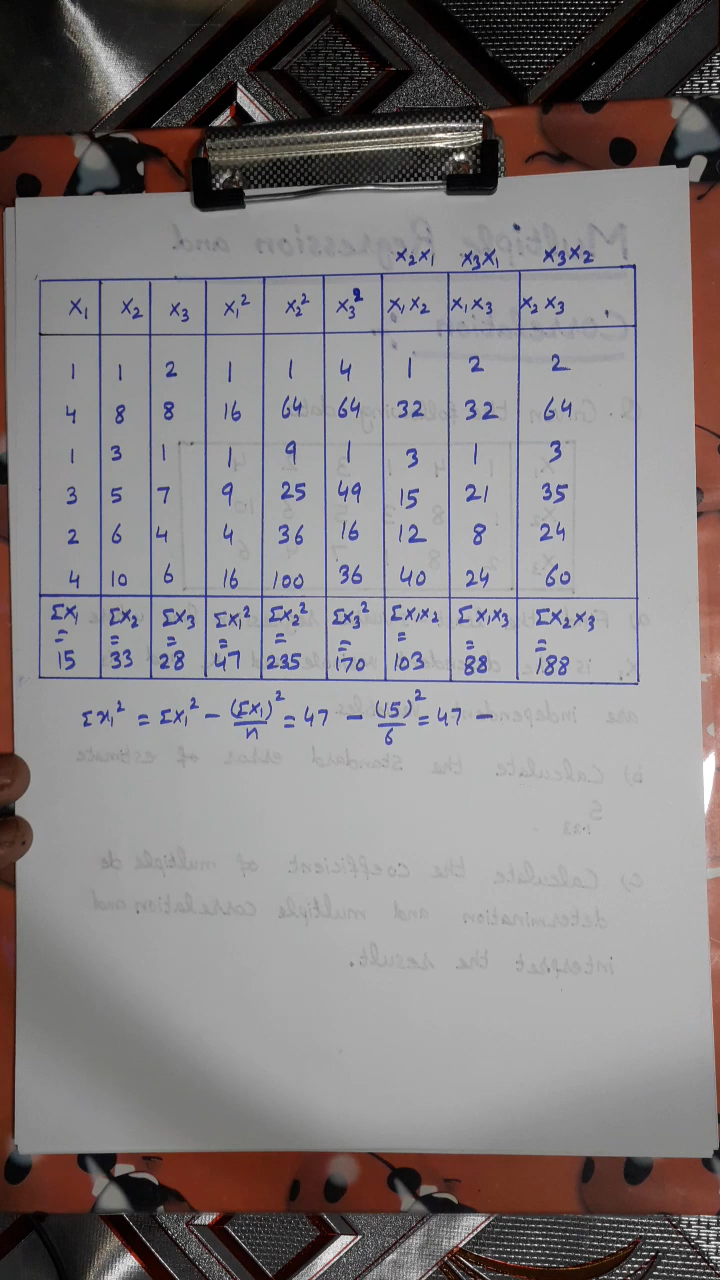 x₂x₁ x₃x₁ x₃x₂
x₁ x₂ x₃ x₁² x₂² x₃² x₁x₂ x₁x₃ x₂x₃
1 1 2 1 1 4 1 2 2
4 8 8 16 64 64 32 32 64
1 3 1 1 9 1 3 1 3
3 5 7 9 25 49 15 21 35
2 6 4 4 36 16 12 8 24
4 10 6 16 100 36 40 24 60
Σx₁ Σx₂ Σx₃ Σx₁² Σx₂² Σx₃² Σx₁x₂ Σx₁x₃ Σx₂x₃
= = = = = = = = =
15 33 28 47 235 170 103 88 188
Σx₁² = Σx₁² - (Σx₁)²/n = 47 - (15)²/6 = 47 -